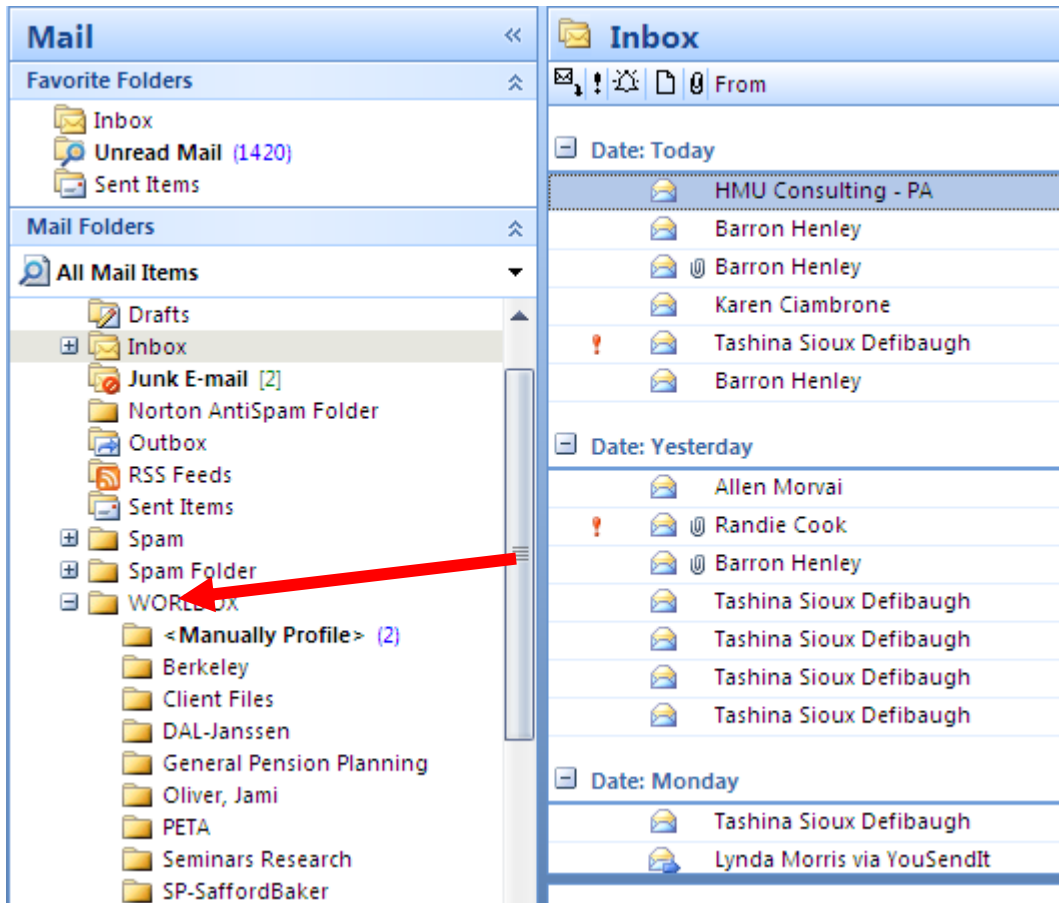 Mail
Favorite Folders
Inbox
Unread Mail (1420)
Sent Items
Mail Folders
All Mail Items
Drafts
Inbox
Junk E-mail [2]
Norton AntiSpam Folder
Outbox
RSS Feeds
Sent Items
Spam
Spam Folder
WORLDOX
<Manually Profile> (2)
Berkeley
Client Files
DAL-Janssen
General Pension Planning
Oliver, Jami
PETA
Seminars Research
SP-SaffordBaker
Inbox
From
Date: Today
HMU Consulting - PA
Barron Henley
Barron Henley
Karen Ciambrone
Tashina Sioux Defibaugh
Barron Henley
Date: Yesterday
Allen Morvai
Randie Cook
Barron Henley
Tashina Sioux Defibaugh
Tashina Sioux Defibaugh
Tashina Sioux Defibaugh
Tashina Sioux Defibaugh
Date: Monday
Tashina Sioux Defibaugh
Lynda Morris via YouSendIt